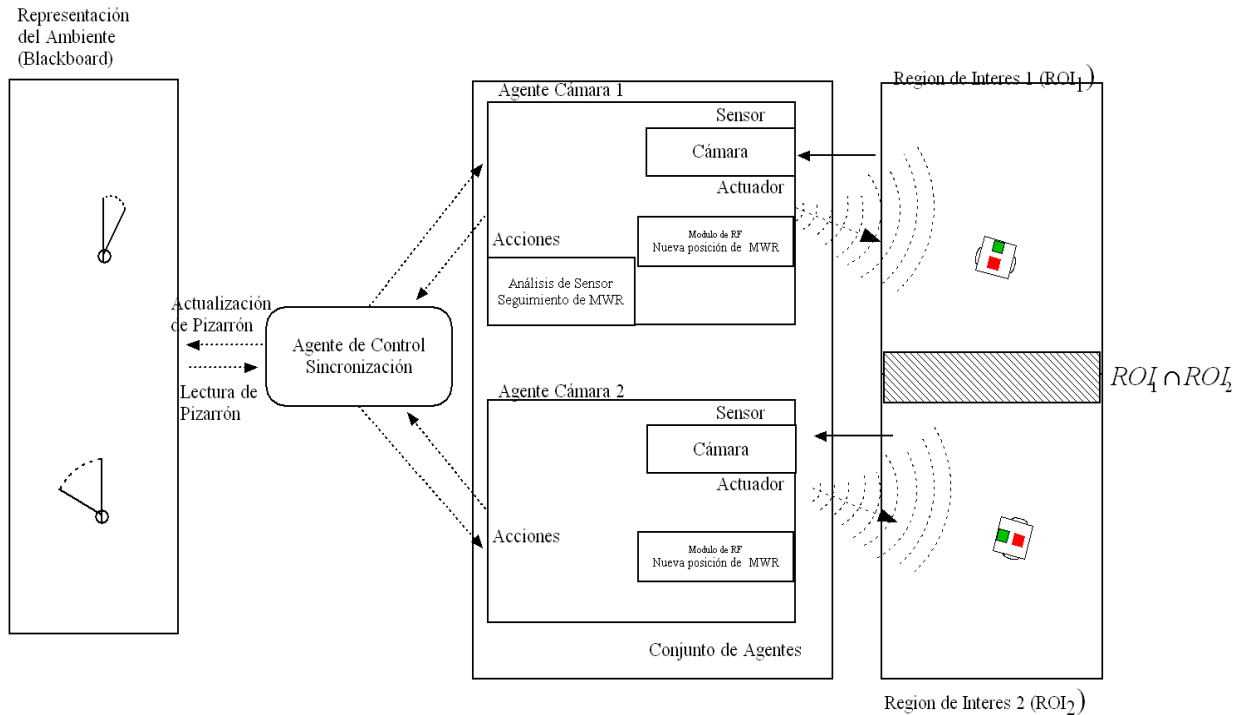 Representación
del Ambiente
(Blackboard)
Actualización
de Pizarrón
Lectura de
Pizarrón
Agente de Control
Sincronización
Agente Cámara 1
Sensor
Cámara
Actuador
Modulo de RF
Nueva posición de MWR
Acciones
Análisis de Sensor
Seguimiento de MWR
Agente Cámara 2
Sensor
Cámara
Actuador
Acciones
Modulo de RF
Nueva posición de MWR
Conjunto de Agentes
Region de Interes 1 (ROI1)
ROI1 ∩ ROI2
Region de Interes 2 (ROI2)